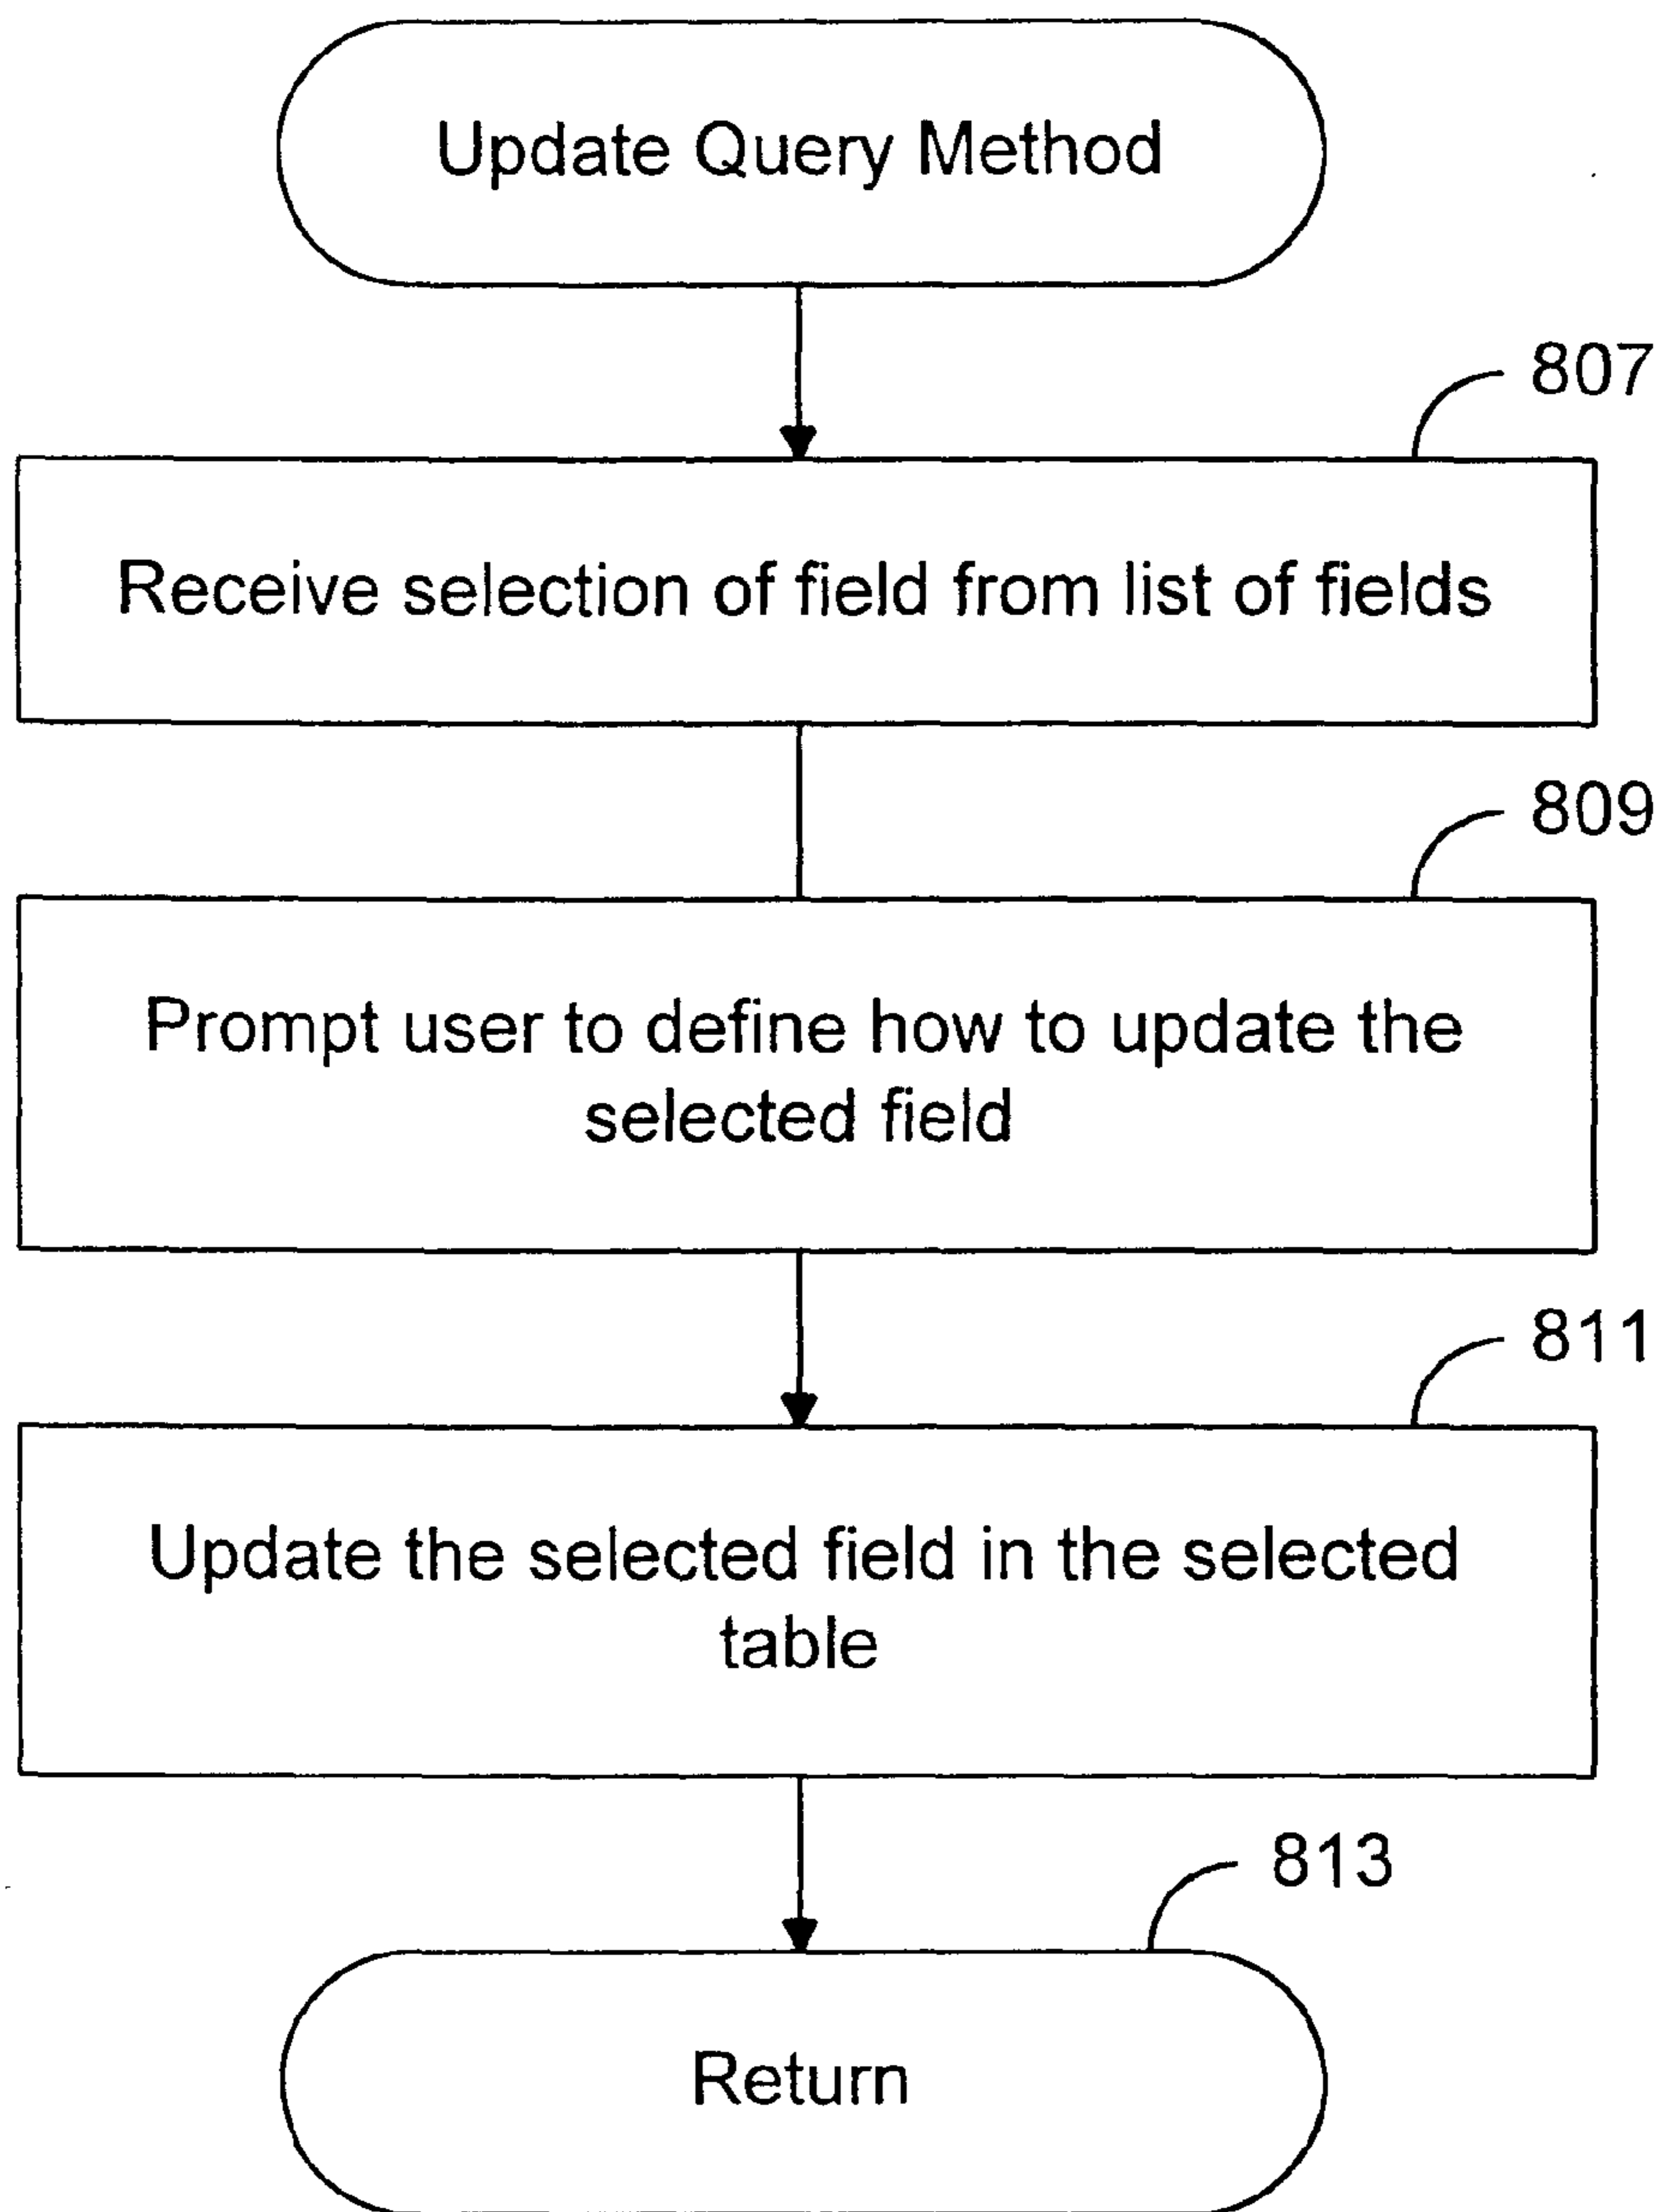 Update Query Method
807
Receive selection of field from list of fields
809
Prompt user to define how to update the
selected field
811
Update the selected field in the selected
table
813
Return